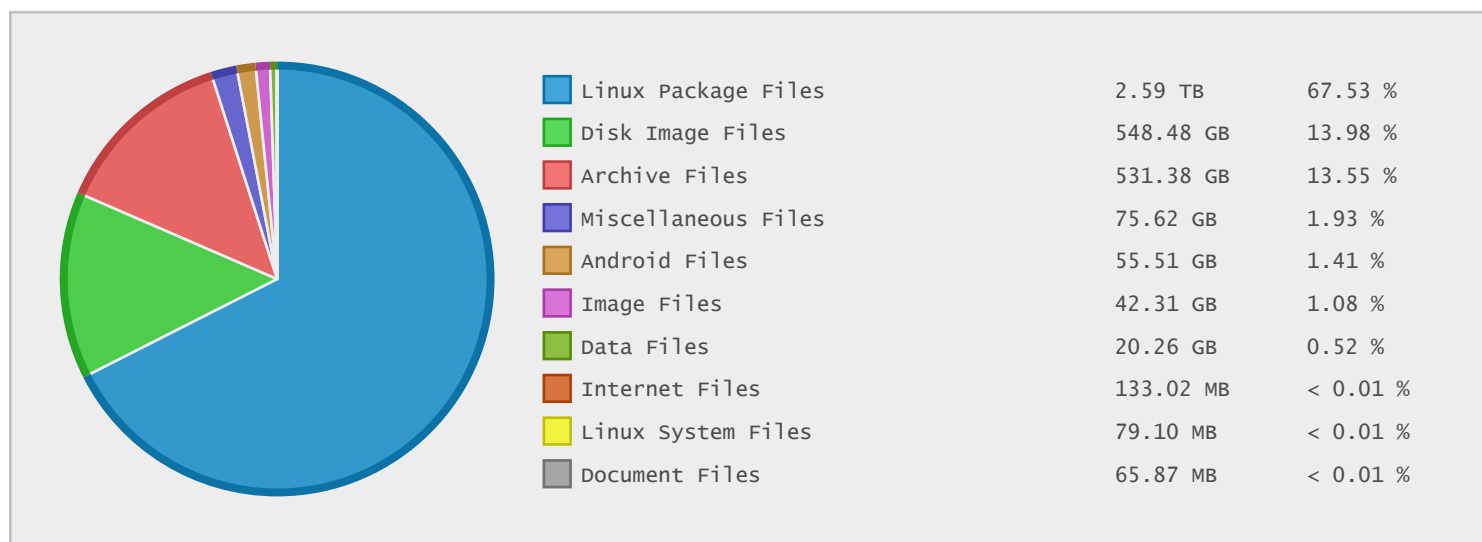 Linux Package Files 2.59 TB 67.53 %
Disk Image Files 548.48 GB 13.98 %
Archive Files 531.38 GB 13.55 %
Miscellaneous Files 75.62 GB 1.93 %
Android Files 55.51 GB 1.41 %
Image Files 42.31 GB 1.08 %
Data Files 20.26 GB 0.52 %
Internet Files 133.02 MB < 0.01 %
Linux System Files 79.10 MB < 0.01 %
Document Files 65.87 MB < 0.01 %